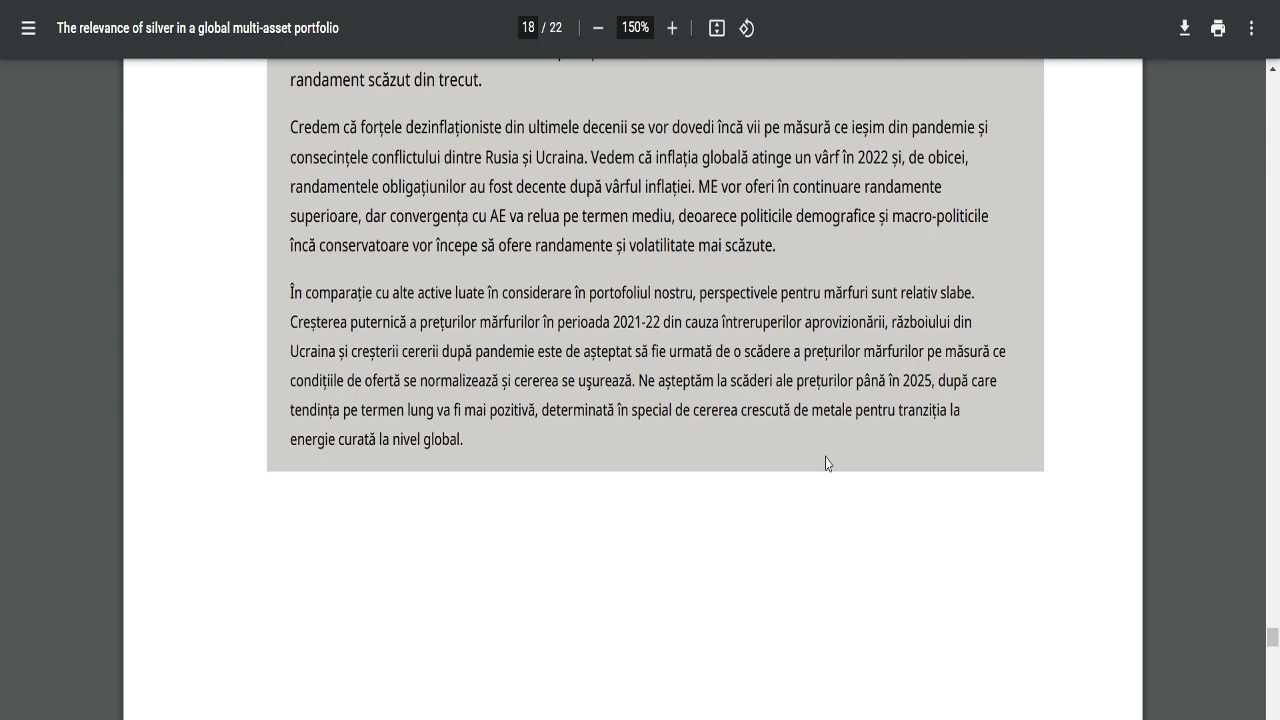 The relevance of silver in a global multi-asset portfolio
18 / 22
150%
randament scăzut din trecut.
Credem că forțele dezinflaționiste din ultimele decenii se vor dovedi încă vii pe măsură ce ieșim din pandemie și
consecințele conflictului dintre Rusia și Ucraina. Vedem că inflația globală atinge un vârf în 2022 și, de obicei,
randamentele obligațiunilor au fost decente după vârful inflației. ME vor oferi în continuare randamente
superioare, dar convergența cu AE va relua pe termen mediu, deoarece politicile demografice și macro-politicile
încă conservatoare vor începe să ofere randamente și volatilitate mai scăzute.
În comparație cu alte active luate în considerare în portofoliul nostru, perspectivele pentru mărfuri sunt relativ slabe.
Creșterea puternică a prețurilor mărfurilor în perioada 2021-22 din cauza întreruperilor aprovizionării, războiului din
Ucraina și creșterii cererii după pandemie este de așteptat să fie urmată de o scădere a prețurilor mărfurilor pe măsură ce
condițiile de ofertă se normalizează și cererea se ușurează. Ne așteptăm la scăderi ale prețurilor până în 2025, după care
tendința pe termen lung va fi mai pozitivă, determinată în special de cererea crescută de metale pentru tranziția la
energie curată la nivel global.